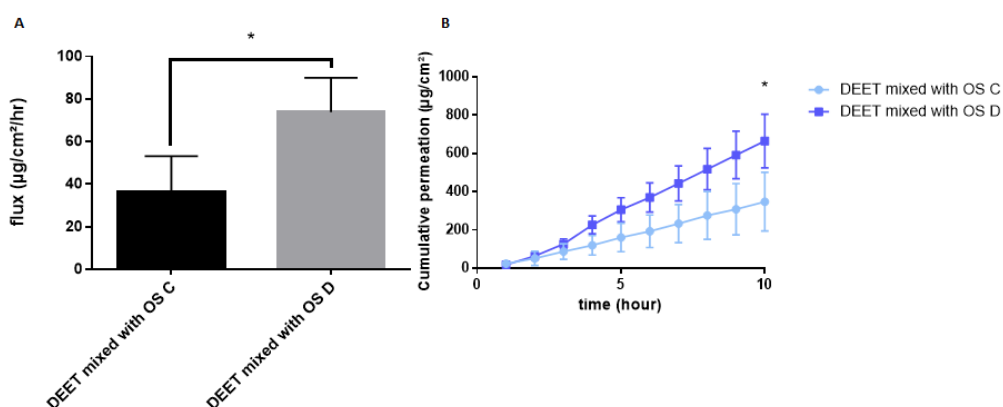 A
*
100
80
60
40
20
0
flux (µg/cm²/hr)
DEET mixed with OS C
DEET mixed with OS D
B
1000
800
600
400
200
0
Cumulative permeation (µg/cm²)
*
0
5
10
time (hour)
DEET mixed with OS C
DEET mixed with OS D